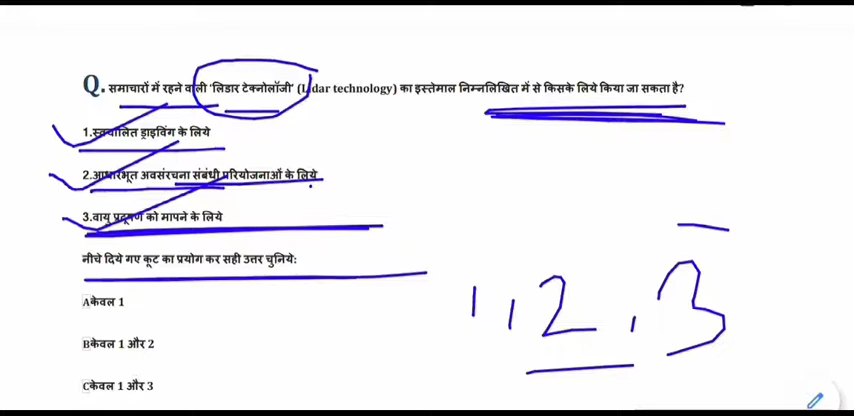 Q. समाचारों में रहने वाली 'लिडार टेक्नोलॉजी' (Lidar technology) का इस्तेमाल निम्नलिखित में से किसके लिये किया जा सकता है?
1.स्वचालित ड्राइविंग के लिये
2.आधारभूत अवसंरचना संबंधी परियोजनाओं के लिये
3.वायु प्रदूषण को मापने के लिये
नीचे दिये गए कूट का प्रयोग कर सही उत्तर चुनिये:
1,2,3
Aकेवल 1
Bकेवल 1 और 2
Cकेवल 1 और 3